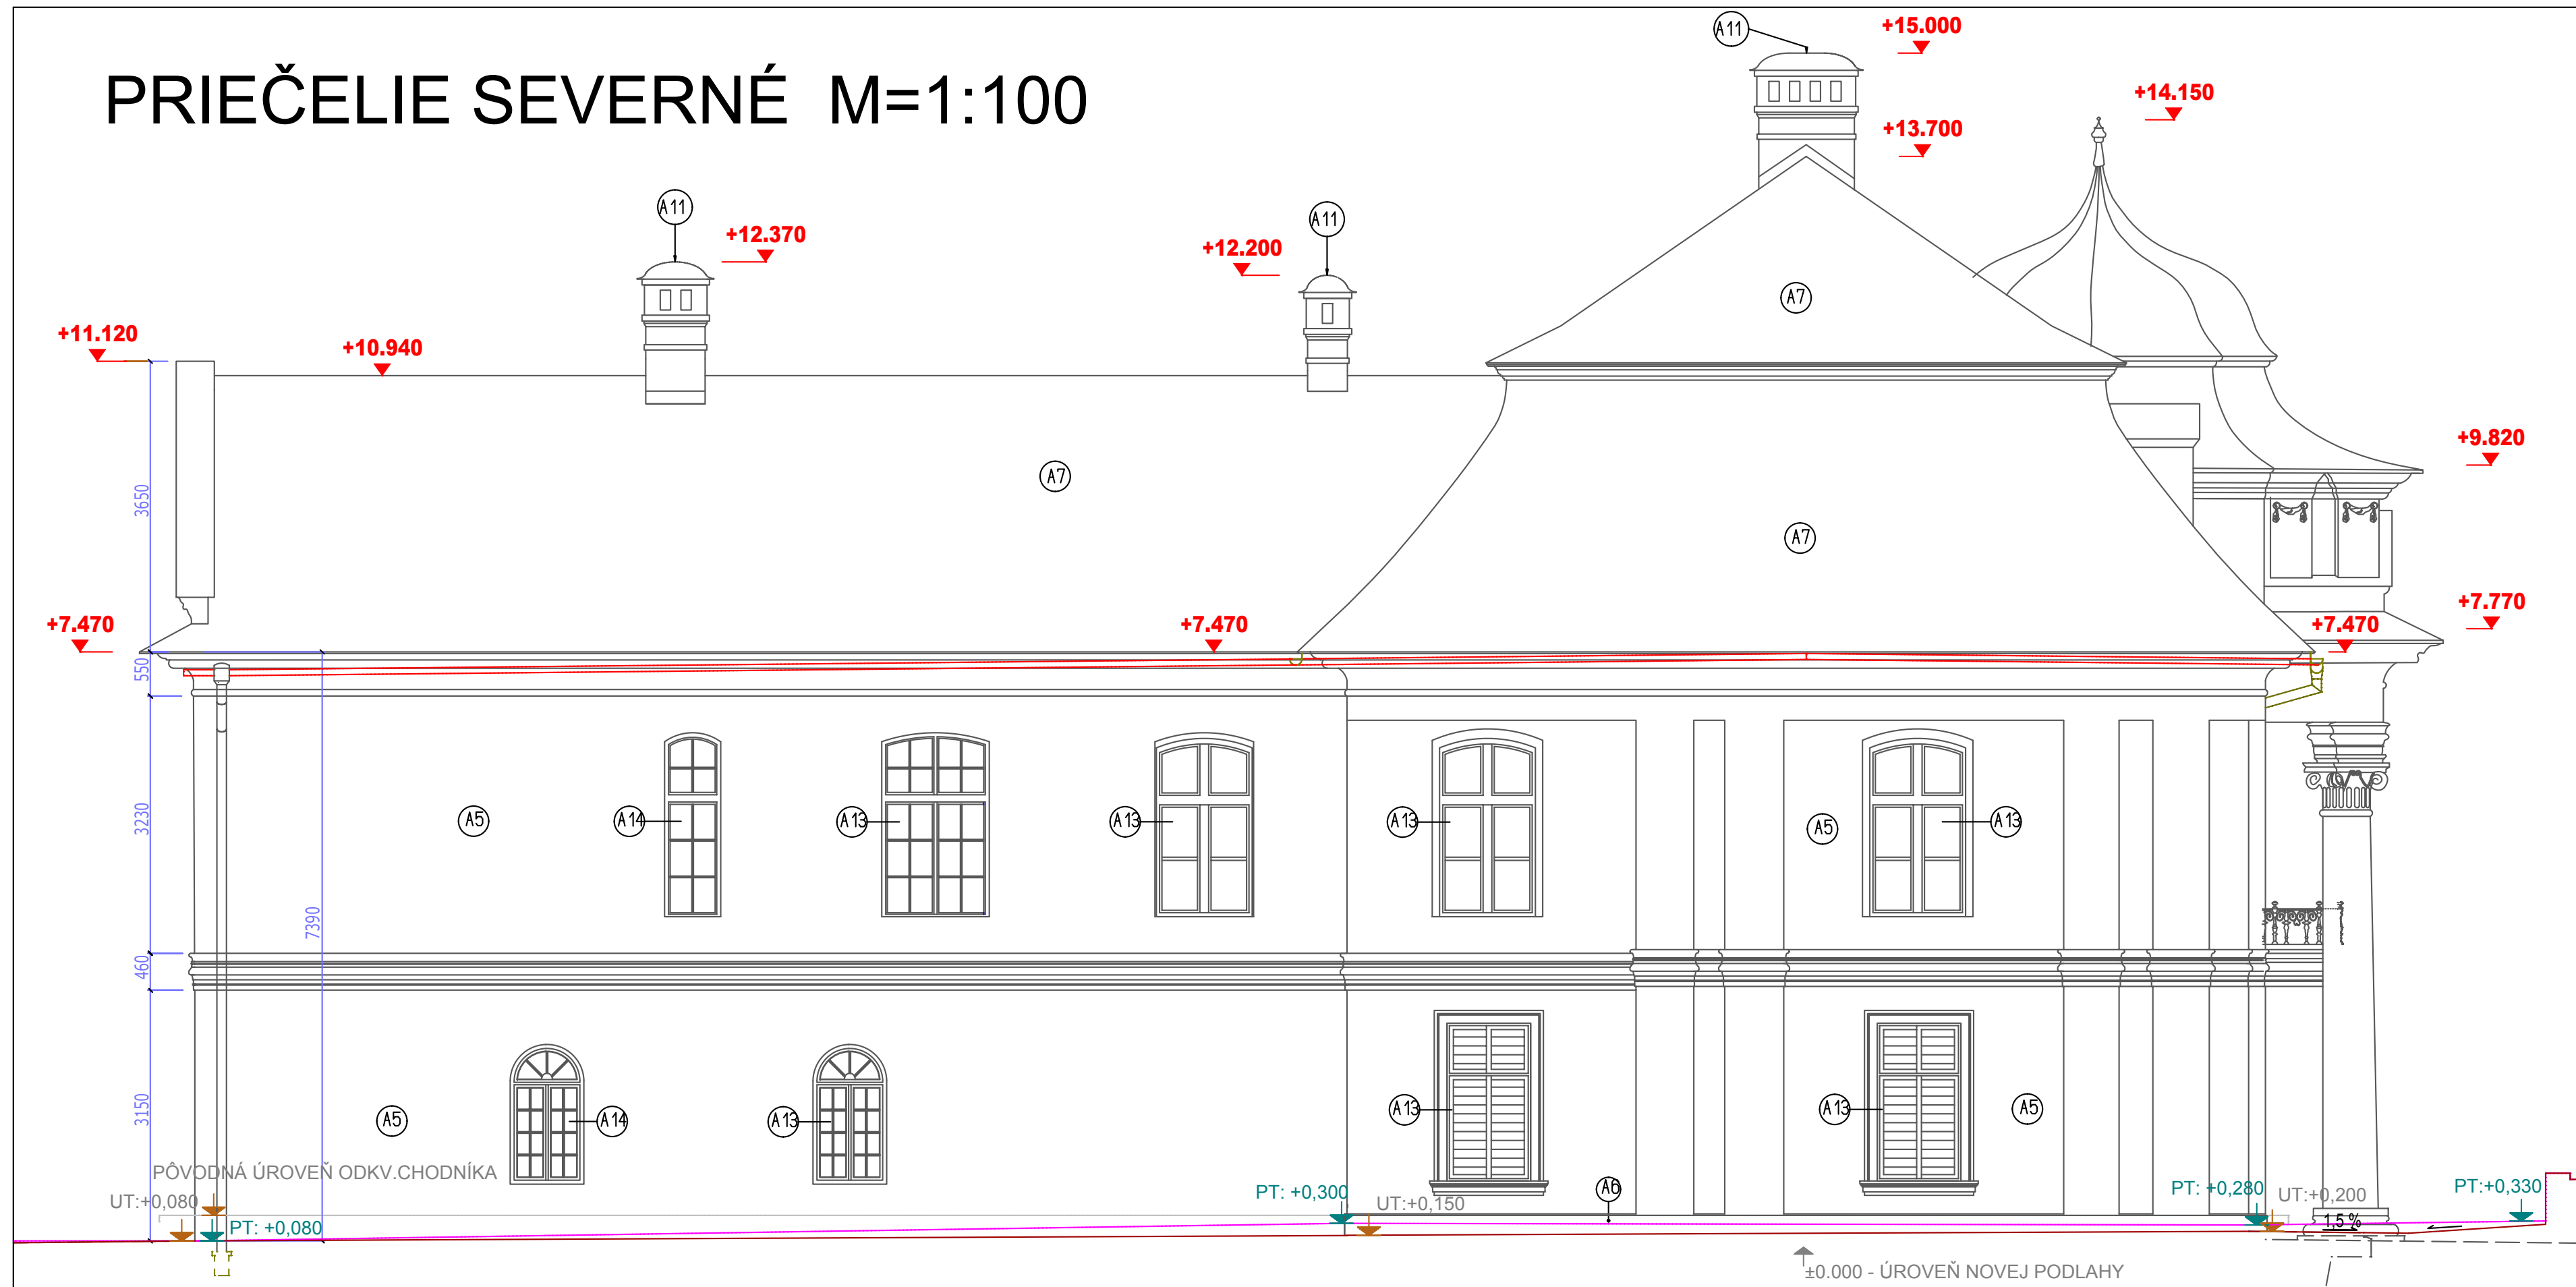 A11
+15.000
PRIEČELIE SEVERNÉ M=1:100
+14.150
+13.700
A11
A11
+12.370
+12.200
A7
+11.120
+10.940
+9.820
A7
3650
A7
+7.770
+7.470
+7.470
+7.470
550
3230
A5
A14
A13
A13
A13
A5
A13
7390
460
3150
A5
A14
A13
A13
A13
A5
PÔVODNÁ ÚROVEŇ ODKV.CHODNÍKA
A6
UT:+0,080
PT: +0,080
PT: +0,300
UT:+0,150
PT: +0,280
UT:+0,200
PT:+0,330
1,5 %
±0.000 - ÚROVEŇ NOVEJ PODLAHY